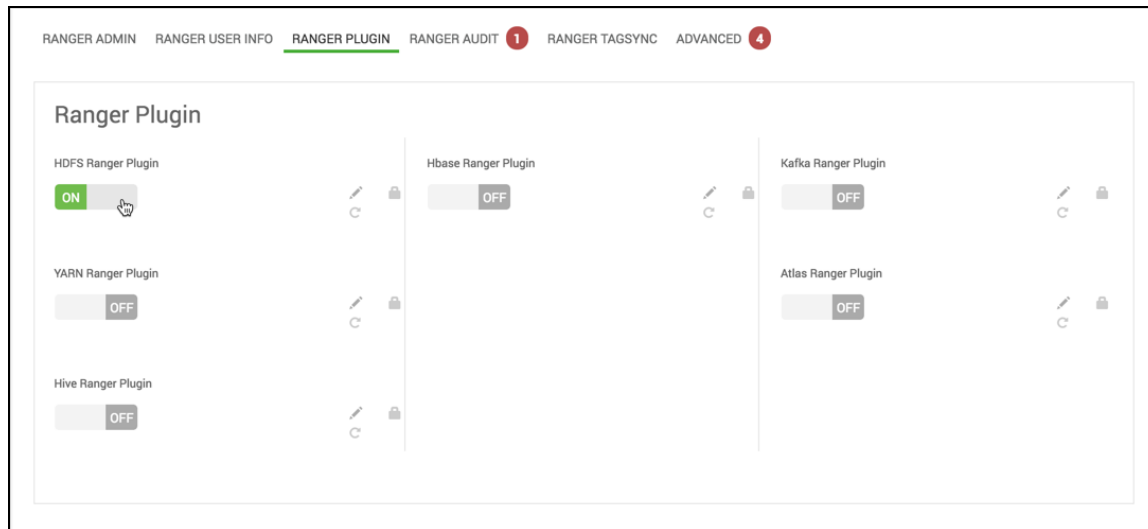 RANGER ADMIN RANGER USER INFO RANGER PLUGIN RANGER AUDIT 1 RANGER TAGSYNC ADVANCED 4
Ranger Plugin
HDFS Ranger Plugin
ON
YARN Ranger Plugin
OFF
Hive Ranger Plugin
OFF
Hbase Ranger Plugin
OFF
Kafka Ranger Plugin
OFF
Atlas Ranger Plugin
OFF